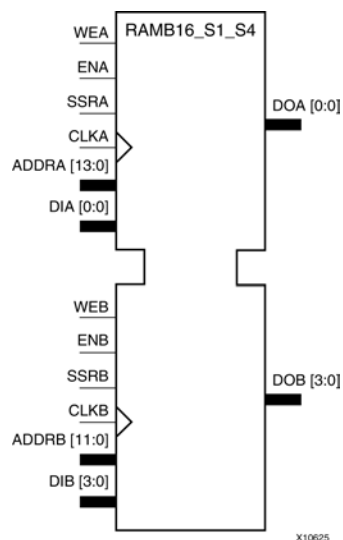 RAMB16_S1_S4
WEA
ENA
SSRA
CLKA
ADDRA [13:0]
DIA [0:0]
DOA [0:0]
WEB
ENB
SSRB
CLKB
ADDRB [11:0]
DIB [3:0]
DOB [3:0]
X10625